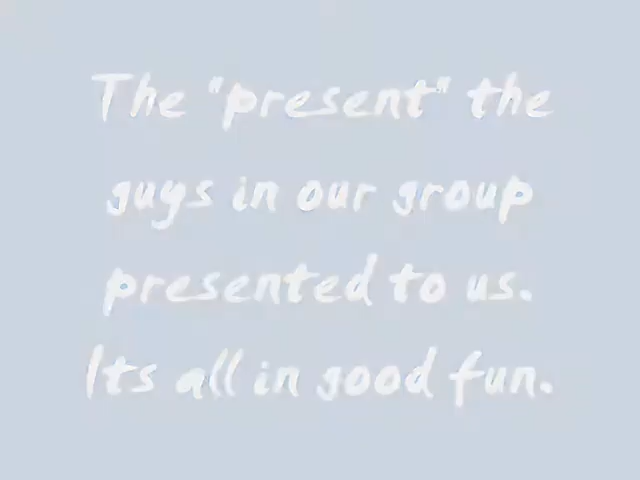 The "present" the
guys in our group
presented to us.
Its all in good fun.